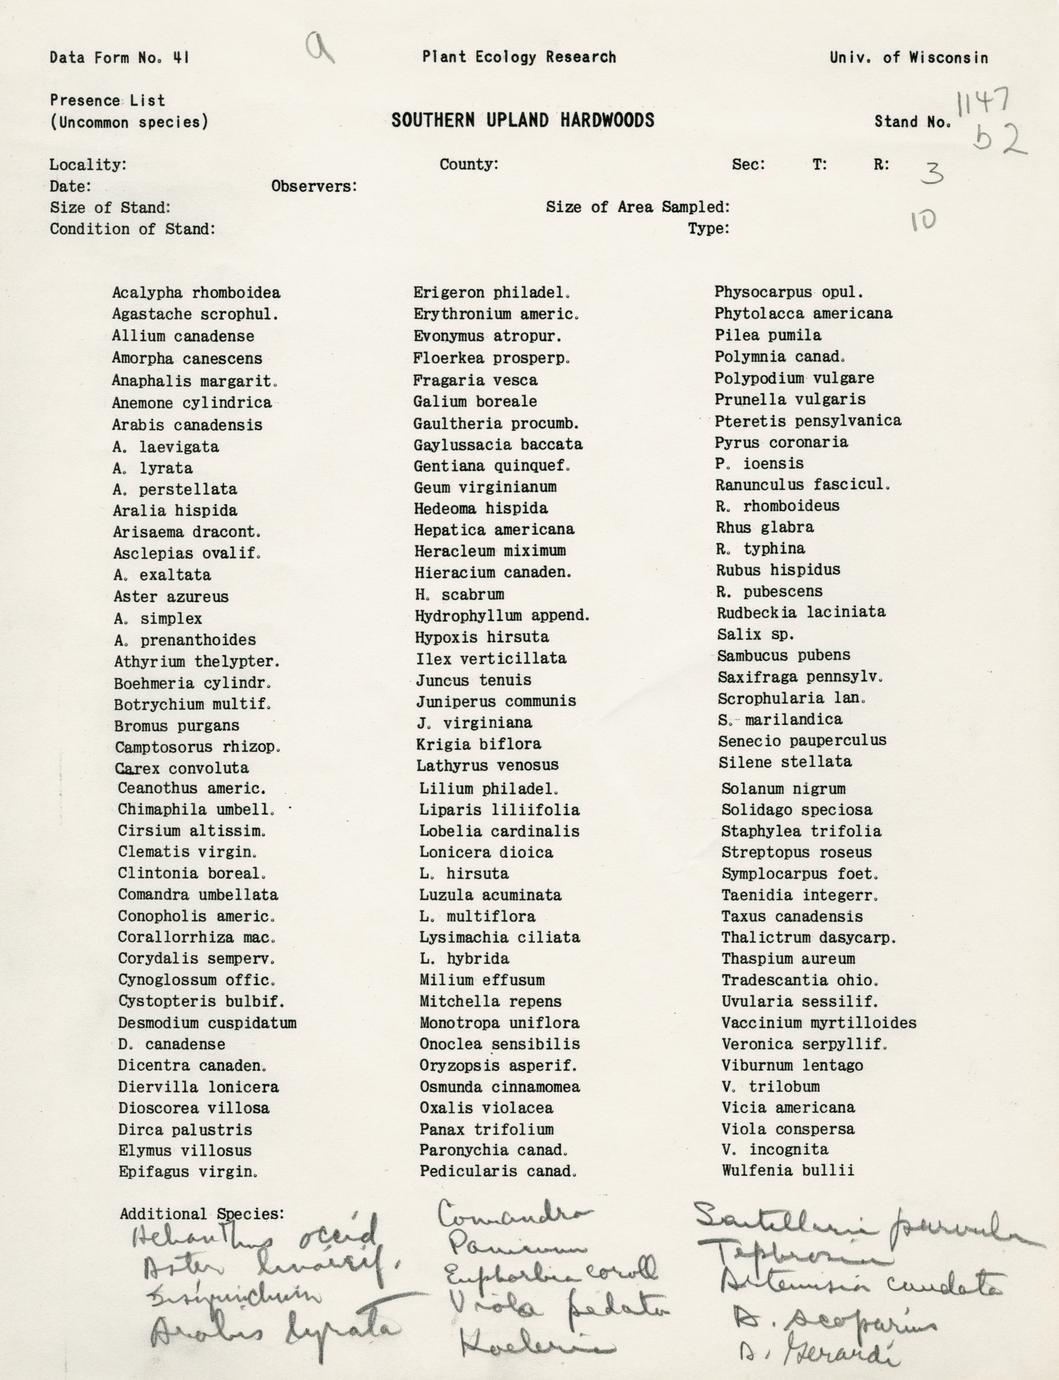 a
Data Form No. 41 Plant Ecology Research Univ. of Wisconsin
Presence List
(Uncommon species) SOUTHERN UPLAND HARDWOODS Stand No. 1147
b2
Locality: County: Sec: T: R: 3
Date: Observers:
Size of Stand: Size of Area Sampled: 10
Condition of Stand: Type:
Acalypha rhomboidea
Agastache scrophul.
Allium canadense
Amorpha canescens
Anaphalis margarit.
Anemone cylindrica
Arabis canadensis
A. laevigata
A. lyrata
A. perstellata
Aralia hispida
Arisaema dracont.
Asclepias ovalif.
A. exaltata
Aster azureus
A. simplex
A. prenanthoides
Athyrium thelypter.
Boehmeria cylindr.
Botrychium multif.
Bromus purgans
Camptosorus rhizop.
Carex convoluta
Ceanothus americ.
Chimaphila umbell.
Cirsium altissim.
Clematis virgin.
Clintonia boreal.
Comandra umbellata
Conopholis americ.
Corallorrhiza mac.
Corydalis semperv.
Cynoglossum offic.
Cystopteris bulbif.
Desmodium cuspidatum
D. canadense
Dicentra canaden.
Diervilla lonicera
Dioscorea villosa
Dirca palustris
Elymus villosus
Epifagus virgin.
Erigeron philadel.
Erythronium americ.
Evonymus atropur.
Floerkea prosperp.
Fragaria vesca
Galium boreale
Gaultheria procumb.
Gaylussacia baccata
Gentiana quinquef.
Geum virginianum
Hedeoma hispida
Hepatica americana
Heracleum miximum
Hieracium canaden.
H. scabrum
Hydrophyllum append.
Hypoxis hirsuta
Ilex verticillata
Juncus tenuis
Juniperus communis
J. virginiana
Krigia biflora
Lathyrus venosus
Lilium philadel.
Liparis liliifolia
Lobelia cardinalis
Lonicera dioica
L. hirsuta
Luzula acuminata
L. multiflora
Lysimachia ciliata
L. hybrida
Milium effusum
Mitchella repens
Monotropa uniflora
Onoclea sensibilis
Oryzopsis asperif.
Osmunda cinnamomea
Oxalis violacea
Panax trifolium
Paronychia canad.
Pedicularis canad.
Physocarpus opul.
Phytolacca americana
Pilea pumila
Polymnia canad.
Polypodium vulgare
Prunella vulgaris
Pteretis pensylvanica
Pyrus coronaria
P. ioensis
Ranunculus fascicul.
R. rhomboideus
Rhus glabra
R. typhina
Rubus hispidus
R. pubescens
Rudbeckia laciniata
Salix sp.
Sambucus pubens
Saxifraga pennsylv.
Scrophularia lan.
S. marilandica
Senecio pauperculus
Silene stellata
Solanum nigrum
Solidago speciosa
Staphylea trifolia
Streptopus roseus
Symplocarpus foet.
Taenidia integerr.
Taxus canadensis
Thalictrum dasycarp.
Thaspium aureum
Tradescantia ohio.
Uvularia sessilif.
Vaccinium myrtilloides
Veronica serpyllif.
Viburnum lentago
V. trilobum
Vicia americana
Viola conspersa
V. incognita
Wulfenia bullii
Additional Species:
Helianthus occid.
Aster linariif.
Sisyrinchium
Arabis lyrata
Comandra
Panicum
Euphorbia coroll
Viola pedata
Koeleria
Scutellaria parvula
Tephrosia
Artemisia caudata
A. scoparius
A. Gerardi